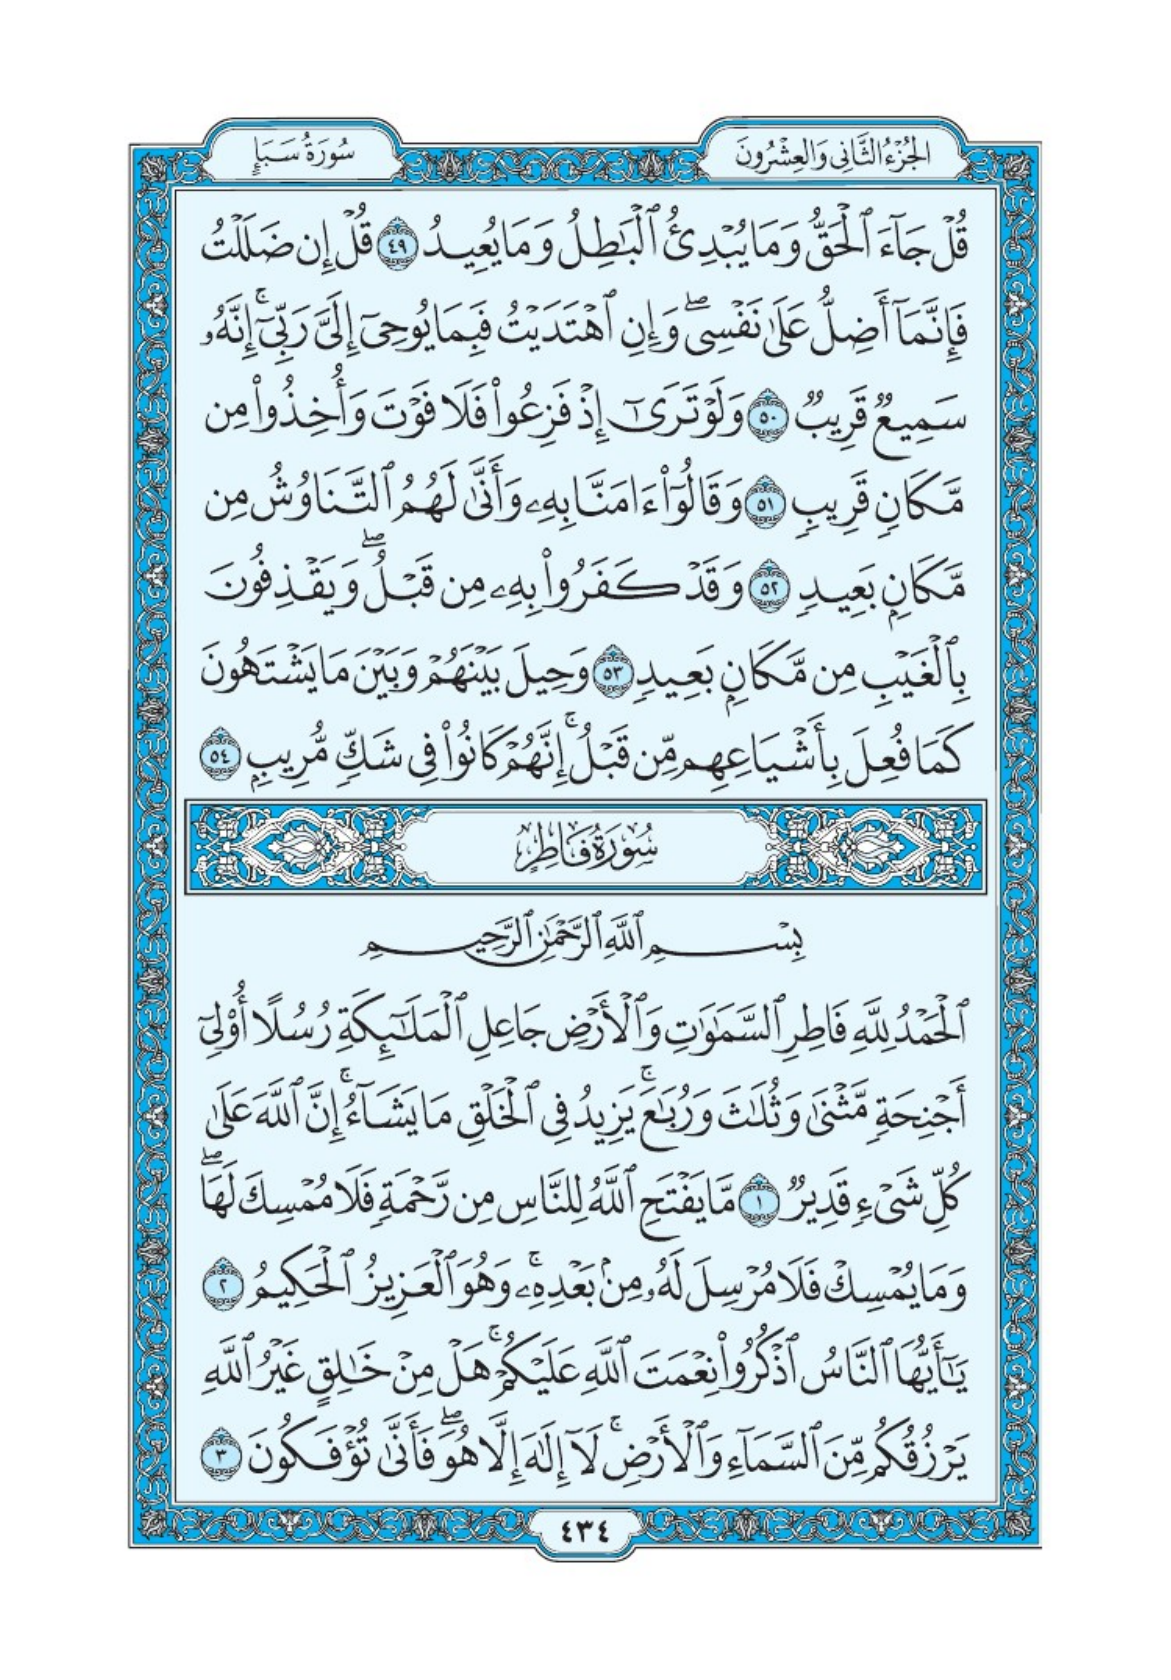 الجُزْءُ الثَّانِي وَالعِشْرُونَ
سُورَةُ سَبَإٍ
قُلْ جَآءَ ٱلْحَقُّ وَمَا يُبْدِئُ ٱلْبَٰطِلُ وَمَا يُعِيدُ ٤٩ قُلْ إِن ضَلَلْتُ
فَإِنَّمَآ أَضِلُّ عَلَىٰ نَفْسِىۖ وَإِنِ ٱهْتَدَيْتُ فَبِمَا يُوحِىٓ إِلَىَّ رَبِّىٓۚ إِنَّهُۥ
سَمِيعٌ قَرِيبٌ ٥٠ وَلَوْ تَرَىٰٓ إِذْ فَزِعُوا۟ فَلَا فَوْتَ وَأُخِذُوا۟ مِن
مَّكَانٍ قَرِيبٍ ٥١ وَقَالُوٓا۟ ءَامَنَّا بِهِۦ وَأَنَّىٰ لَهُمُ ٱلتَّنَاوُشُ مِن
مَّكَانٍۭ بَعِيدٍ ٥٢ وَقَدْ كَفَرُوا۟ بِهِۦ مِن قَبْلُۖ وَيَقْذِفُونَ
بِٱلْغَيْبِ مِن مَّكَانٍۭ بَعِيدٍ ٥٣ وَحِيلَ بَيْنَهُمْ وَبَيْنَ مَا يَشْتَهُونَ
كَمَا فُعِلَ بِأَشْيَاعِهِم مِّن قَبْلُۚ إِنَّهُمْ كَانُوا۟ فِى شَكٍّ مُّرِيبٍۭ ٥٤
سُورَةُ فَاطِرٍ
بِسْمِ ٱللَّهِ ٱلرَّحْمَٰنِ ٱلرَّحِيمِ
ٱلْحَمْدُ لِلَّهِ فَاطِرِ ٱلسَّمَٰوَٰتِ وَٱلْأَرْضِ جَاعِلِ ٱلْمَلَٰٓئِكَةِ رُسُلًا أُو۟لِىٓ
أَجْنِحَةٍ مَّثْنَىٰ وَثُلَٰثَ وَرُبَٰعَۚ يَزِيدُ فِى ٱلْخَلْقِ مَا يَشَآءُۚ إِنَّ ٱللَّهَ عَلَىٰ
كُلِّ شَىْءٍ قَدِيرٌ ١ مَّا يَفْتَحِ ٱللَّهُ لِلنَّاسِ مِن رَّحْمَةٍ فَلَا مُمْسِكَ لَهَاۖ
وَمَا يُمْسِكْ فَلَا مُرْسِلَ لَهُۥ مِنۢ بَعْدِهِۦۚ وَهُوَ ٱلْعَزِيزُ ٱلْحَكِيمُ ٢
يَٰٓأَيُّهَا ٱلنَّاسُ ٱذْكُرُوا۟ نِعْمَتَ ٱللَّهِ عَلَيْكُمْۚ هَلْ مِنْ خَٰلِقٍ غَيْرُ ٱللَّهِ
يَرْزُقُكُم مِّنَ ٱلسَّمَآءِ وَٱلْأَرْضِۚ لَآ إِلَٰهَ إِلَّا هُوَۖ فَأَنَّىٰ تُؤْفَكُونَ ٣
٤٣٤